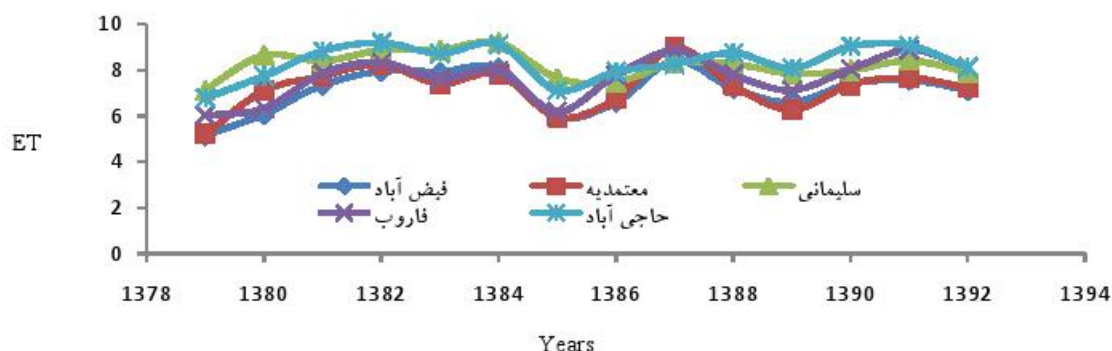 10
8
6
ET
4
2
0
فیض آباد
معتمدیه
سلیمانی
فاروب
حاجی آباد
1378 1380 1382 1384 1386 1388 1390 1392 1394
Years